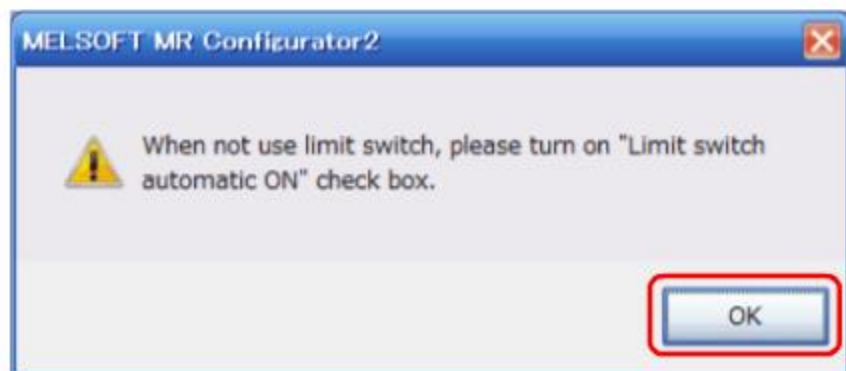 MELSOFT MR Configurator2
When not use limit switch, please turn on "Limit switch
automatic ON" check box.
OK